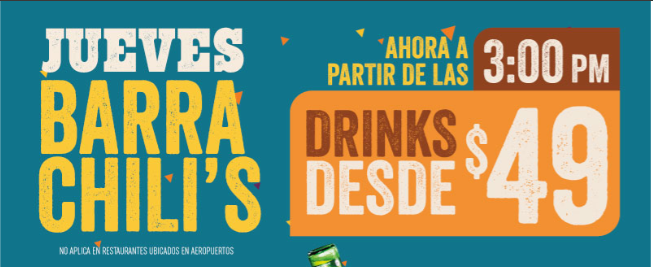 JUEVES
BARRA
CHILI'S
NO APLICA EN RESTAURANTES UBICADOS EN AEROPUERTOS
AHORA A
PARTIR DE LAS
3:00 PM
DRINKS
DESDE
$49